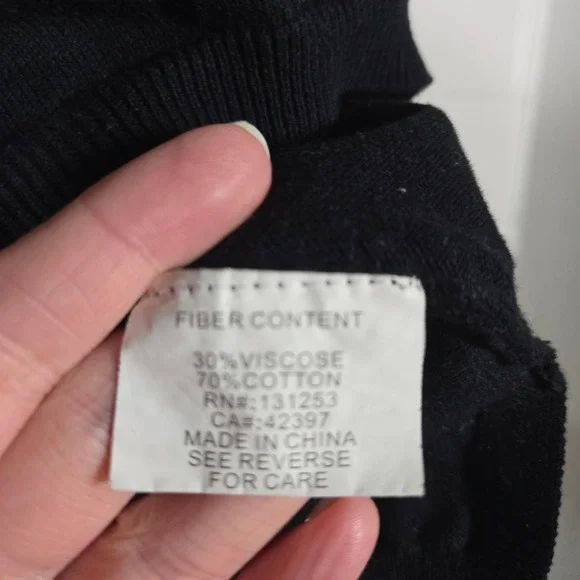 FIBER CONTENT
30%VISCOSE
70%COTTON
RN#:131253
CA#:42397
MADE IN CHINA
SEE REVERSE
FOR CARE